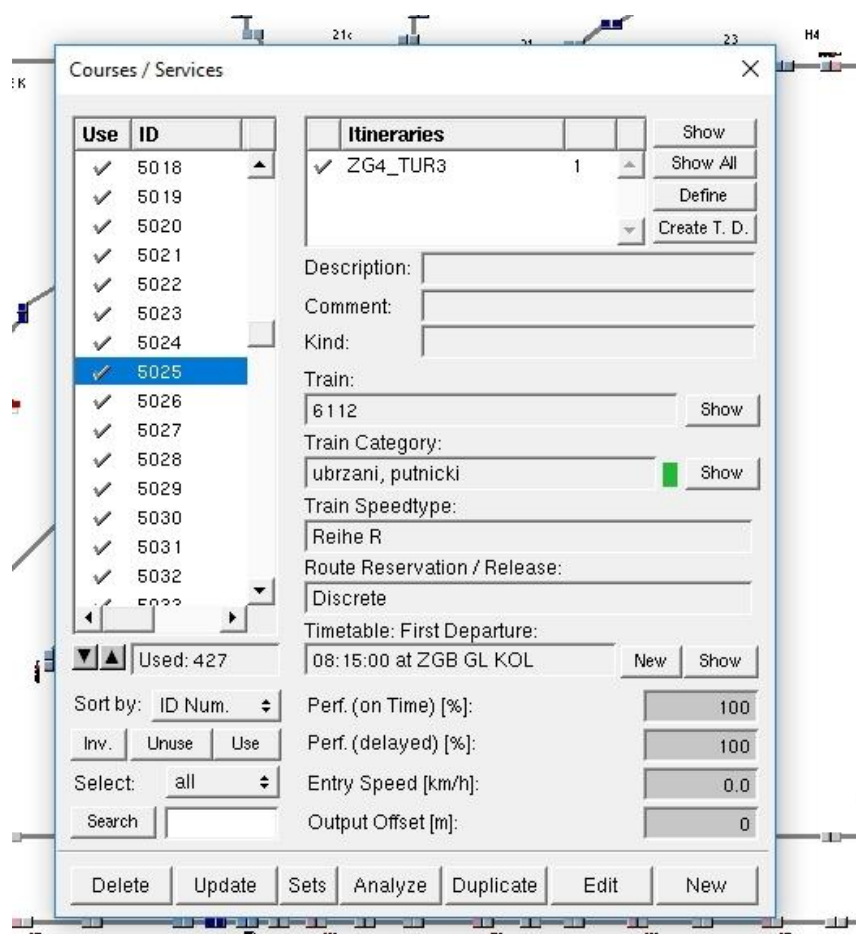 21c
23
H4
EK
Courses / Services
Use ID
5018
5019
5020
5021
5022
5023
5024
5025
5026
5027
5028
5029
5030
5031
5032
5033
Used: 427
Sort by: ID Num.
Inv. Unuse Use
Select: all
Search
Itineraries
ZG4_TUR3 1
Show
Show All
Define
Create T. D.
Description:
Comment:
Kind:
Train:
6112 Show
Train Category:
ubrzani, putnicki Show
Train Speedtype:
Reihe R
Route Reservation / Release:
Discrete
Timetable: First Departure:
08:15:00 at ZGB GL KOL New Show
Perf. (on Time) [%]: 100
Perf. (delayed) [%]: 100
Entry Speed [km/h]: 0.0
Output Offset [m]: 0
Delete Update Sets Analyze Duplicate Edit New